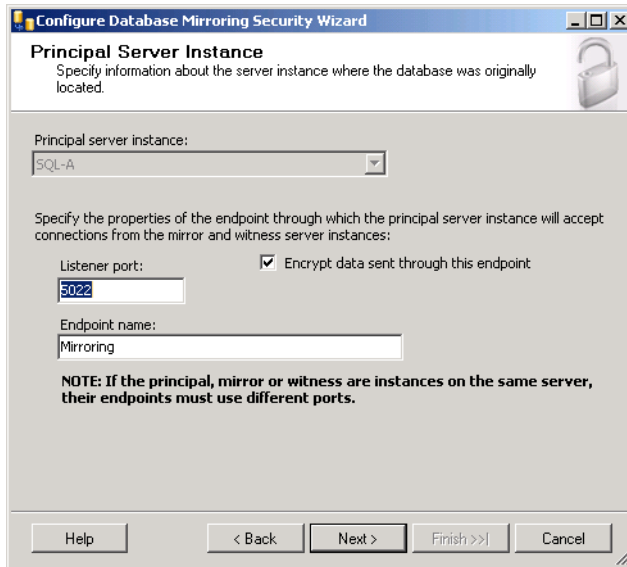 Configure Database Mirroring Security Wizard
Principal Server Instance
Specify information about the server instance where the database was originally
located.
Principal server instance:
SQL-A
Specify the properties of the endpoint through which the principal server instance will accept
connections from the mirror and witness server instances:
Listener port:
Encrypt data sent through this endpoint
5022
Endpoint name:
Mirroring
NOTE: If the principal, mirror or witness are instances on the same server,
their endpoints must use different ports.
Help
< Back
Next >
Finish >>|
Cancel